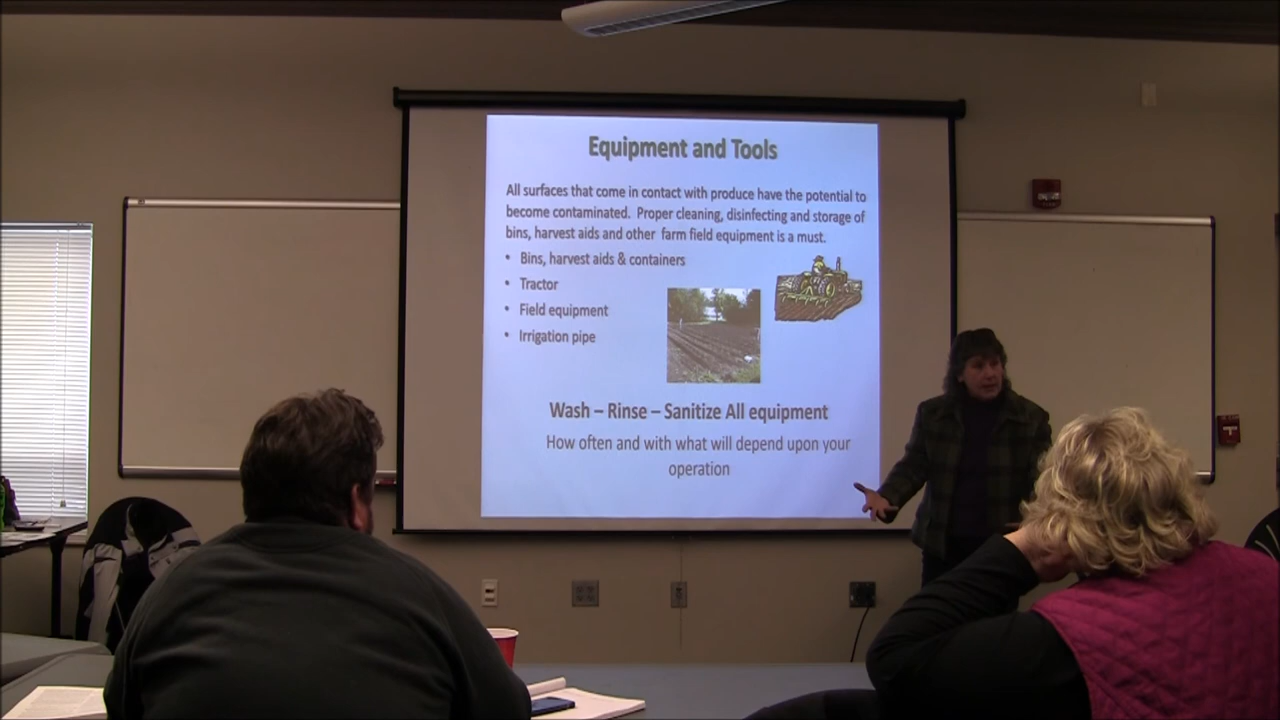 Equipment and Tools
All surfaces that come in contact with produce have the potential to
become contaminated. Proper cleaning, disinfecting and storage of
bins, harvest aids and other farm field equipment is a must.
• Bins, harvest aids & containers
• Tractor
• Field equipment
• Irrigation pipe
Wash – Rinse – Sanitize All equipment
How often and with what will depend upon your
operation